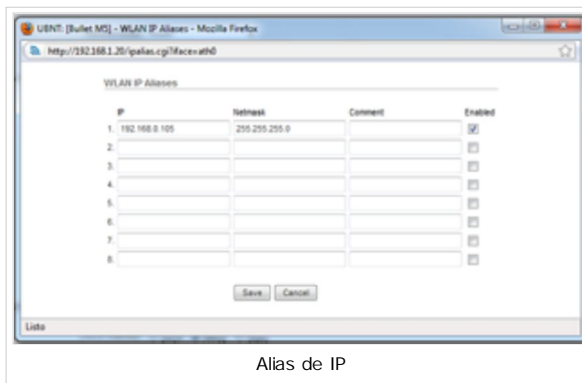 UBNT: [Bullet M5] - WLAN IP Aliases - Mozilla Firefox
http://192.168.1.20/ipalias.cgi?iface=ath0
WLAN IP Aliases
IP Netmask Comment Enabled
1. 192.168.0.105 255.255.255.0
2.
3.
4.
5.
6.
7.
8.
Save Cancel
Listo
Alias de IP